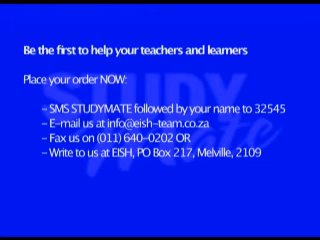 Be the first to help your teachers and learners
Place your order NOW:
– SMS STUDYMATE followed by your name to 32545
– E-mail us at info@eish-team.co.za
– Fax us on (011) 640-0202 OR
– Write to us at EISH, PO Box 217, Melville, 2109
STUDY
Mate